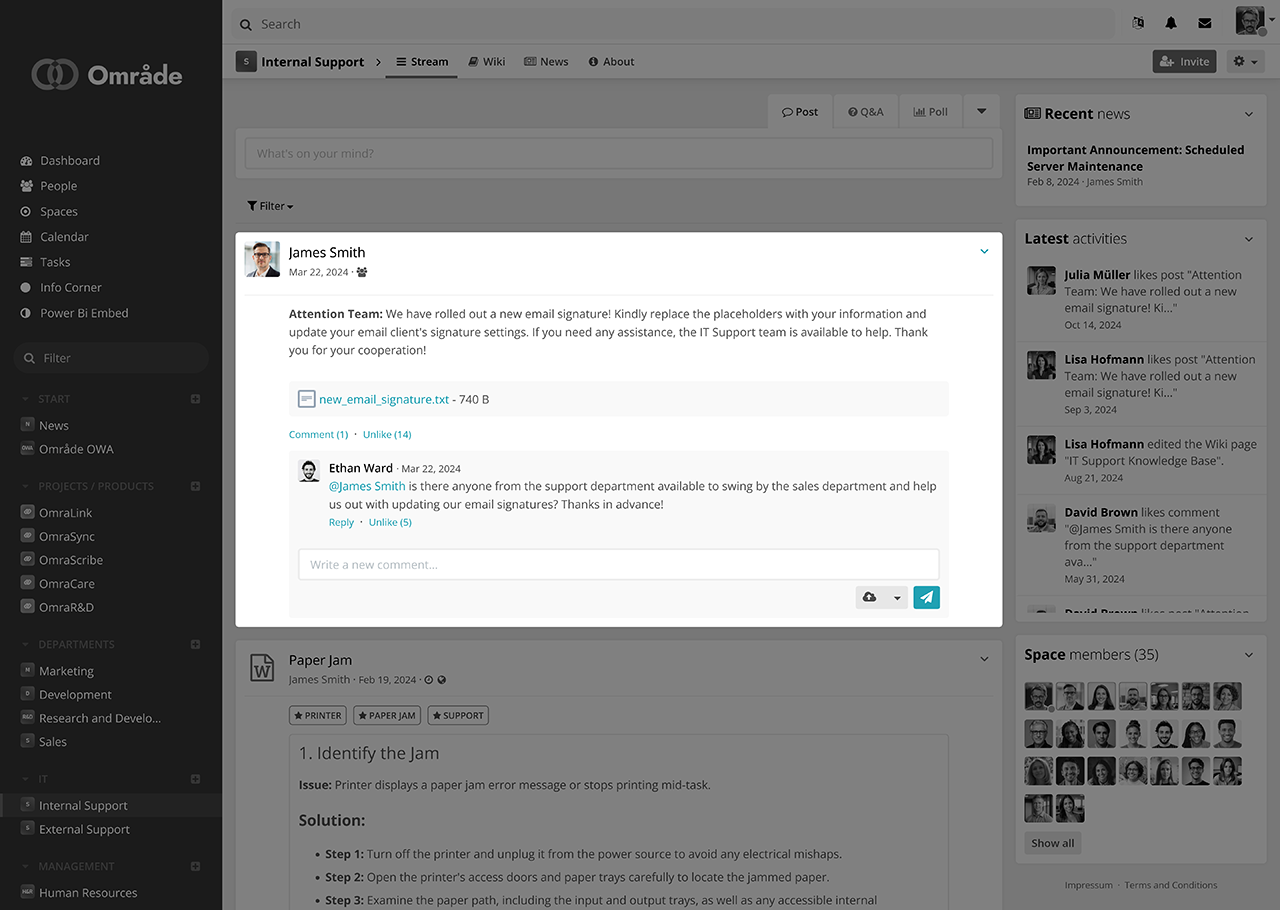 Område
Dashboard
People
Spaces
Calendar
Tasks
Info Corner
Power Bi Embed
Filter
START
N News
OWA Område OWA
PROJECTS / PRODUCTS
OmraLink
OmraSync
OmraScribe
OmraCare
OmraR&D
DEPARTMENTS
Marketing
D Development
R&D Research and Develo...
S Sales
IT
S Internal Support
S External Support
MANAGEMENT
Human Resources
Search
S Internal Support
Stream
Wiki
News
About
Invite
Post
Q&A
Poll
What's on your mind?
Filter
James Smith
Mar 22, 2024 ·
Attention Team: We have rolled out a new email signature! Kindly replace the placeholders with your information and
update your email client's signature settings. If you need any assistance, the IT Support team is available to help. Thank
you for your cooperation!
new_email_signature.txt - 740 B
Comment (1) · Unlike (14)
Ethan Ward · Mar 22, 2024
@James Smith is there anyone from the support department available to swing by the sales department and help
us out with updating our email signatures? Thanks in advance!
Reply · Unlike (5)
Write a new comment...
W
Paper Jam
James Smith · Feb 19, 2024 ·
PRINTER
PAPER JAM
SUPPORT
1. Identify the Jam
Issue: Printer displays a paper jam error message or stops printing mid-task.
Solution:
• Step 1: Turn off the printer and unplug it from the power source to avoid any electrical mishaps.
• Step 2: Open the printer's access doors and paper trays carefully to locate the jammed paper.
• Step 3: Examine the paper path, including the input and output trays, as well as any accessible internal
Recent news
Important Announcement: Scheduled
Server Maintenance
Feb 8, 2024 · James Smith
Latest activities
Julia Müller likes post "Attention
Team: We have rolled out a new
email signature! Ki..."
Oct 14, 2024
Lisa Hofmann likes post "Attention
Team: We have rolled out a new
email signature! Ki..."
Sep 3, 2024
Lisa Hofmann edited the Wiki page
"IT Support Knowledge Base".
Aug 21, 2024
David Brown likes comment
"@James Smith is there anyone
from the support department
ava..."
May 31, 2024
David Brown likes post "Attention
Space members (35)
Show all
Impressum · Terms and Conditions